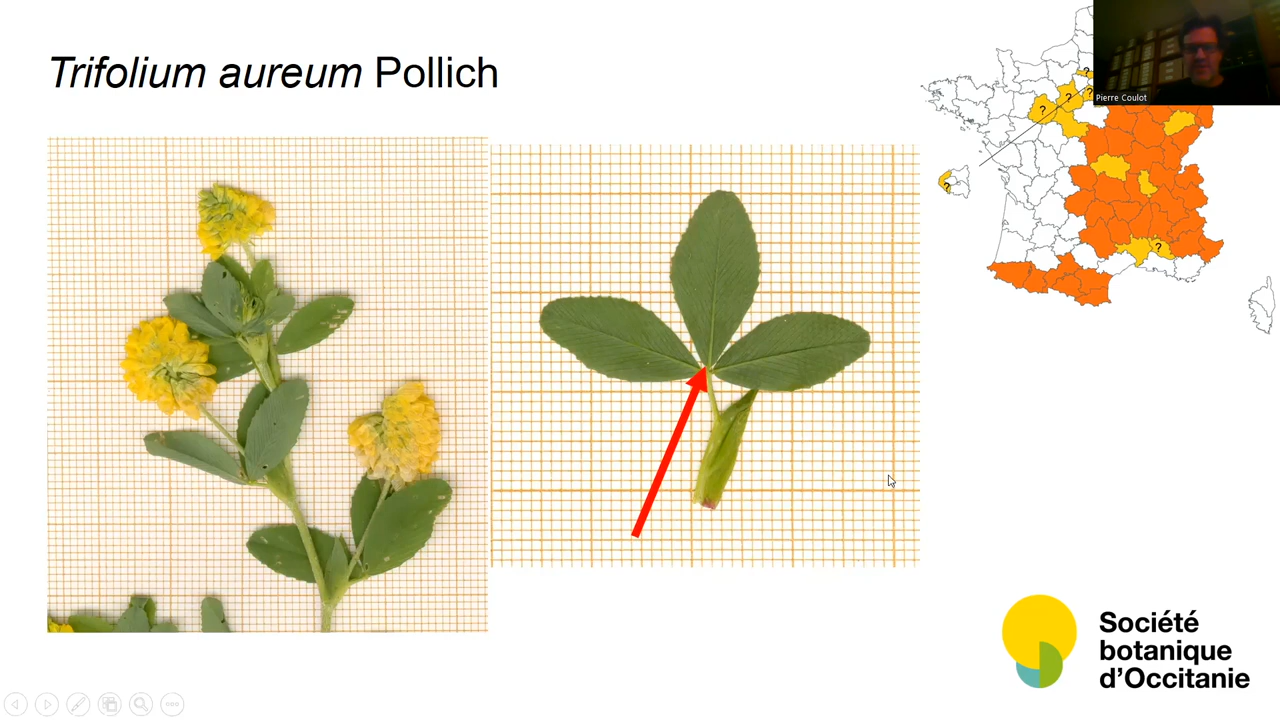 Trifolium aureum Pollich
Pierre Coulot
?
?
?
?
?
?
Société
botanique
d'Occitanie